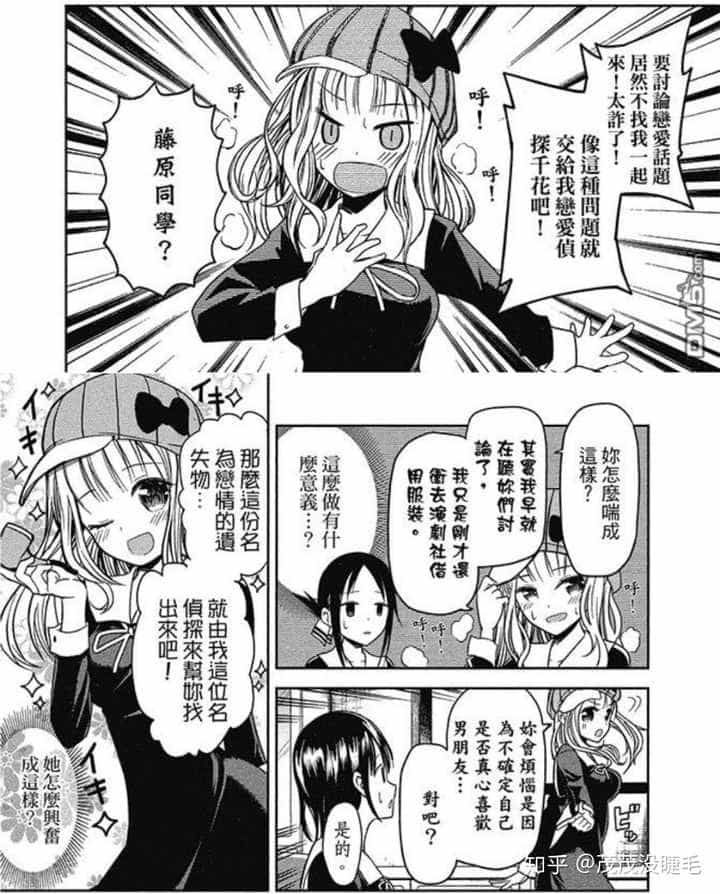 要討論戀愛話題
居然不找我一起
來！太詐了！
像這種問題就
交給我戀愛偵
探千花吧！
呼！
呼！
呼！
藤原同學？
妳怎麼喘成
這樣？
其實我早就
在聽妳們討
論了，
我只是剛才還
衝去演劇社借
用服裝。
呼！
呼！
呼！
這麼做有什
麼意義…？
妳會煩惱是因
為不確定自己
是否真心喜歡
男朋友…
對吧？
ビッ
是的。
イキ
イキ
イキ
那麼這份名
為戀情的遺
失物…
就由我這位名
偵探來幫妳找
出來吧！
她怎麼興奮
成這樣？
知乎 @茂茂没睫毛